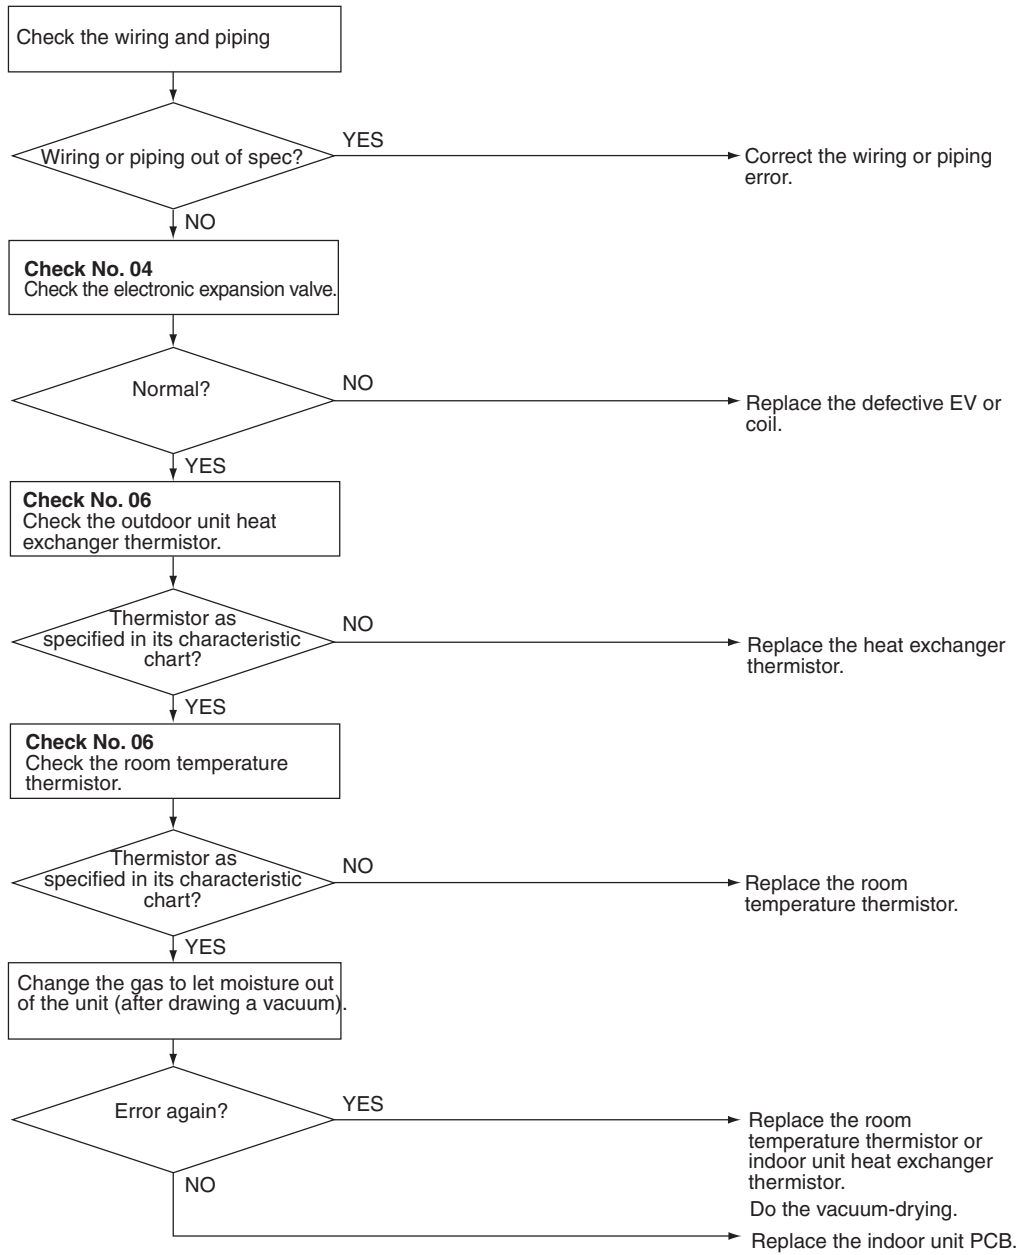 Check the wiring and piping
YES
Wiring or piping out of spec?
Correct the wiring or piping
error.
NO
Check No. 04
Check the electronic expansion valve.
Normal?
NO
Replace the defective EV or
coil.
YES
Check No. 06
Check the outdoor unit heat
exchanger thermistor.
Thermistor as
specified in its characteristic
chart?
NO
Replace the heat exchanger
thermistor.
YES
Check No. 06
Check the room temperature
thermistor.
Thermistor as
specified in its characteristic
chart?
NO
Replace the room
temperature thermistor.
YES
Change the gas to let moisture out
of the unit (after drawing a vacuum).
Error again?
YES
Replace the room
temperature thermistor or
indoor unit heat exchanger
thermistor.
Do the vacuum-drying.
NO
Replace the indoor unit PCB.